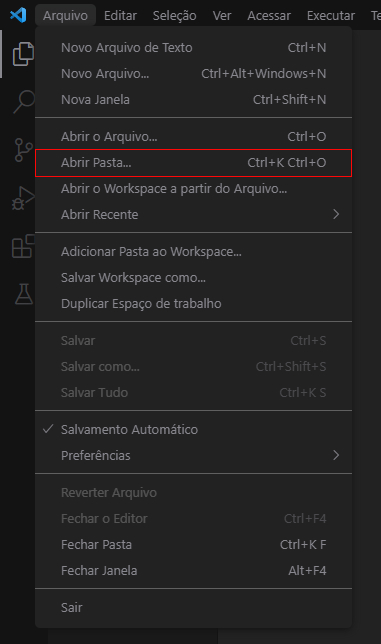 Arquivo Editar Seleção Ver Acessar Executar Te
Novo Arquivo de Texto Ctrl+N
Novo Arquivo... Ctrl+Alt+Windows+N
Nova Janela Ctrl+Shift+N
Abrir o Arquivo... Ctrl+O
Abrir Pasta... Ctrl+K Ctrl+O
Abrir o Workspace a partir do Arquivo...
Abrir Recente
Adicionar Pasta ao Workspace...
Salvar Workspace como...
Duplicar Espaço de trabalho
Salvar Ctrl+S
Salvar como... Ctrl+Shift+S
Salvar Tudo Ctrl+K S
Salvamento Automático
Preferências
Reverter Arquivo
Fechar o Editor Ctrl+F4
Fechar Pasta Ctrl+K F
Fechar Janela Alt+F4
Sair